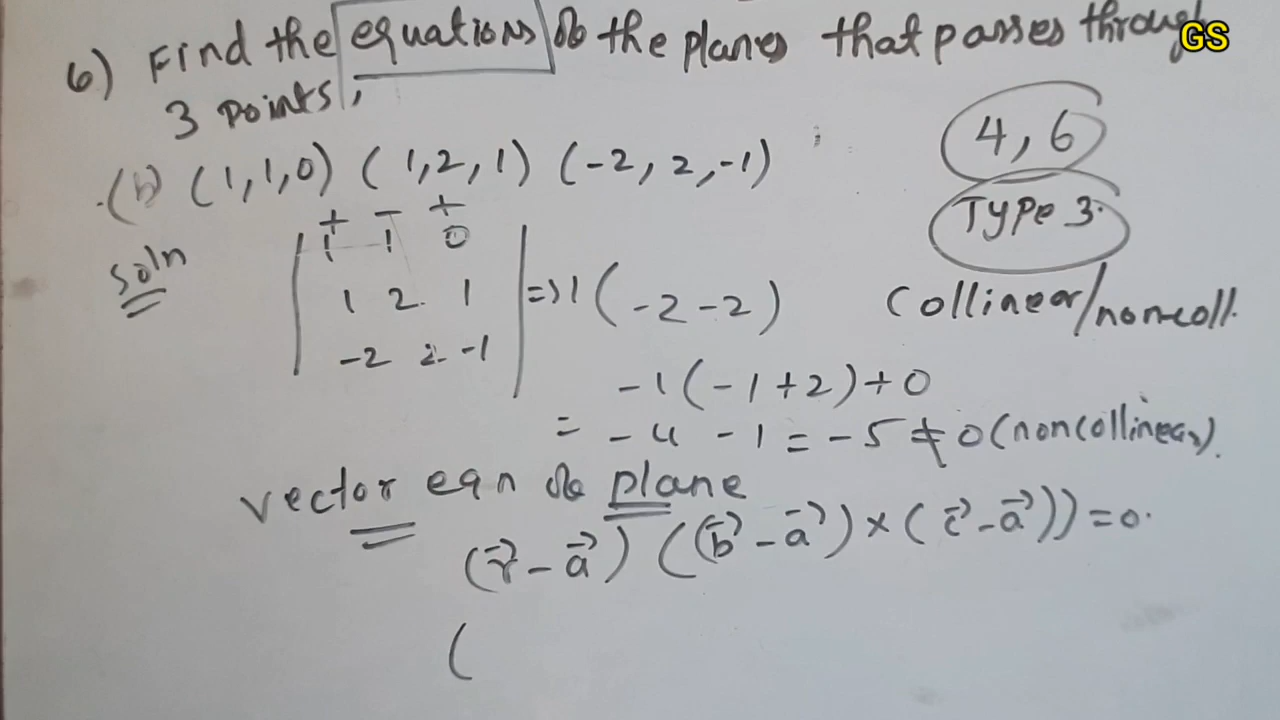 6) Find the equations of the planes that passes through
GS
3 points,
(b) (1,1,0) (1,2,1) (-2, 2,-1)
4, 6
Type 3.
Soln
+ - +
1 1 0
1 2 1 => 1(-2-2)
-2 2 -1
Collinear/noncoll.
-1(-1+2)+0
= -4 -1 = -5 ≠ 0 (noncollinear).
vector eqn of plane
(r⃗ - a⃗) ((b⃗ - a⃗) × (c⃗ - a⃗)) = 0.
(